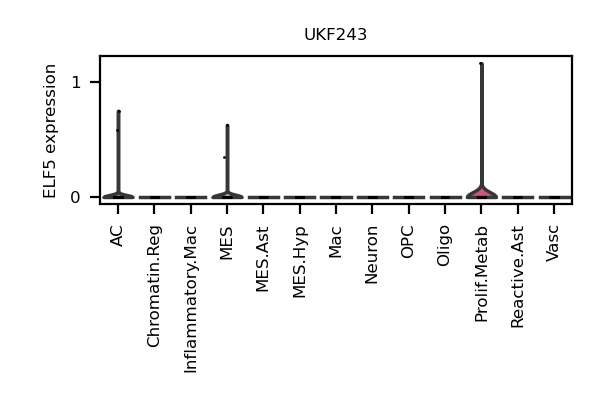 UKF243
ELF5 expression
1
0
AC
Chromatin.Reg
Inflammatory.Mac
MES
MES.Ast
MES.Hyp
Mac
Neuron
OPC
Oligo
Prolif.Metab
Reactive.Ast
Vasc